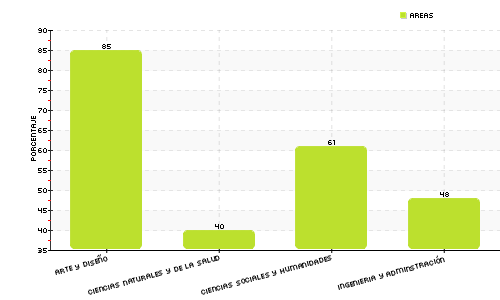 AREAS
90
85
80
75
70
65
60
55
50
45
40
35
PORCENTAJE
85
40
61
48
ARTE Y DISEÑO
CIENCIAS NATURALES Y DE LA SALUD
CIENCIAS SOCIALES Y HUMANIDADES
INGENIERIA Y ADMINSTRACIÓN